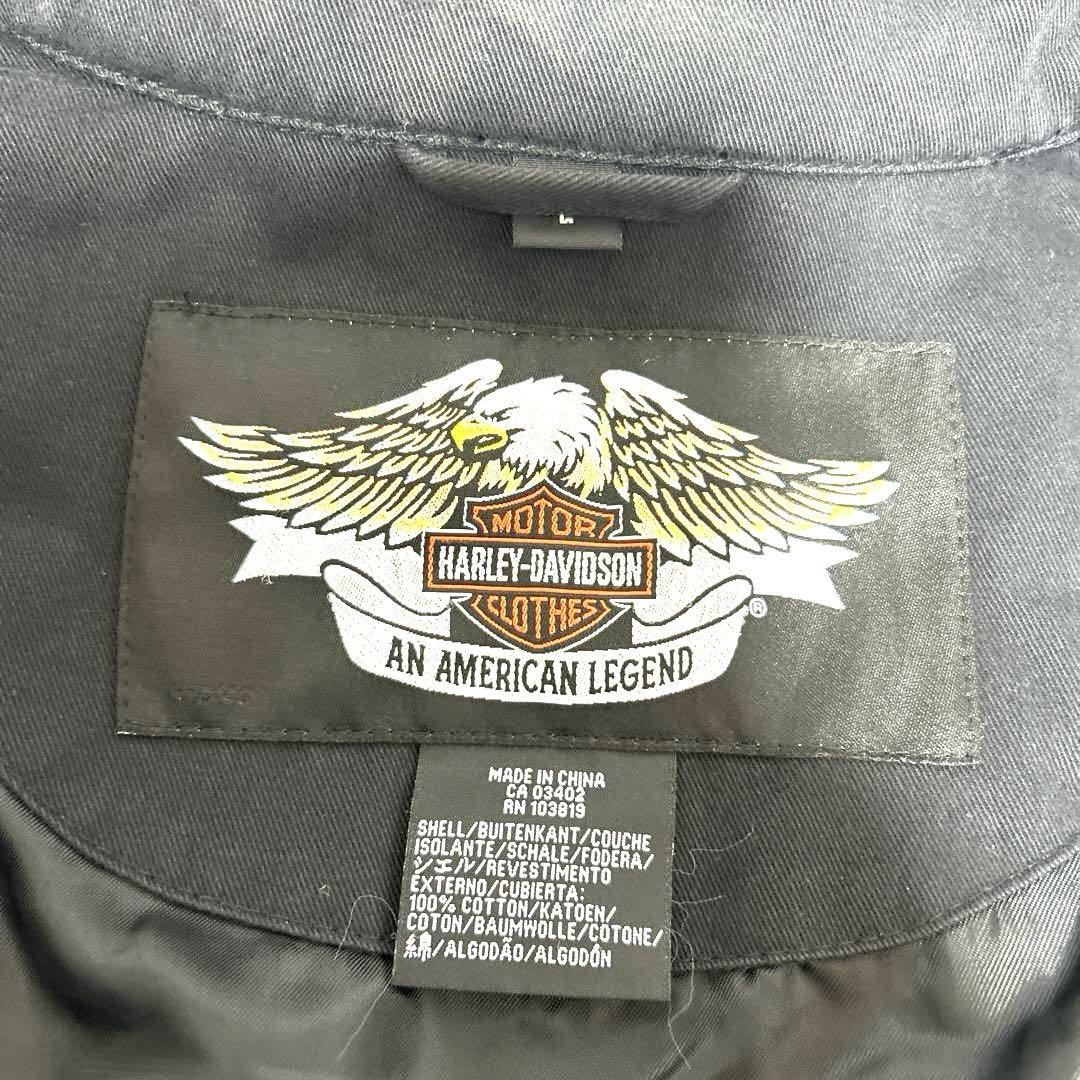 L
MOTOR
HARLEY-DAVIDSON
CLOTHES
®
AN AMERICAN LEGEND
MADE IN CHINA
CA 03402
RN 103819
SHELL/BUITENKANT/COUCHE
ISOLANTE/SCHALE/FODERA/
シエル/REVESTIMENTO
EXTERNO/CUBIERTA:
100% COTTON/KATOEN/
COTON/BAUMWOLLE/COTONE/
綿/ALGODÃO/ALGODÓN